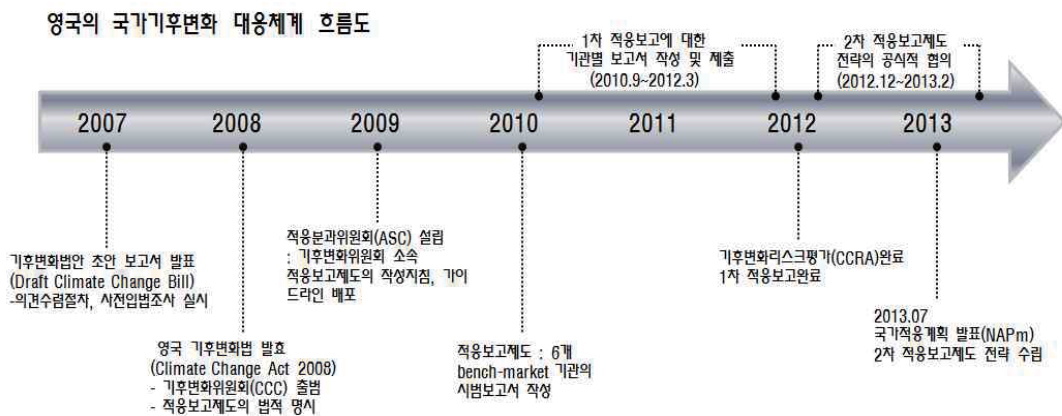 영국의 국가기후변화 대응체계 흐름도
1차 적응보고에 대한
기관별 보고서 작성 및 제출
(2010.9~2012.3)
2차 적응보고제도
전략의 공식적 협의
(2012.12~2013.2)
2007
2008
2009
2010
2011
2012
2013
기후변화법안 초안 보고서 발표
(Draft Climate Change Bill)
-의견수렴절차, 사전입법조사 실시
영국 기후변화법 발효
(Climate Change Act 2008)
- 기후변화위원회(CCC) 출범
- 적응보고제도의 법적 명시
적응분과위원회(ASC) 설립
: 기후변화위원회 소속
적응보고제도의 작성지침, 가이
드라인 배포
적응보고제도 : 6개
bench-market 기관의
시범보고서 작성
기후변화리스크평가(CCRA)완료
1차 적응보고완료
2013.07
국가적응계획 발표(NAPm)
2차 적응보고제도 전략 수립